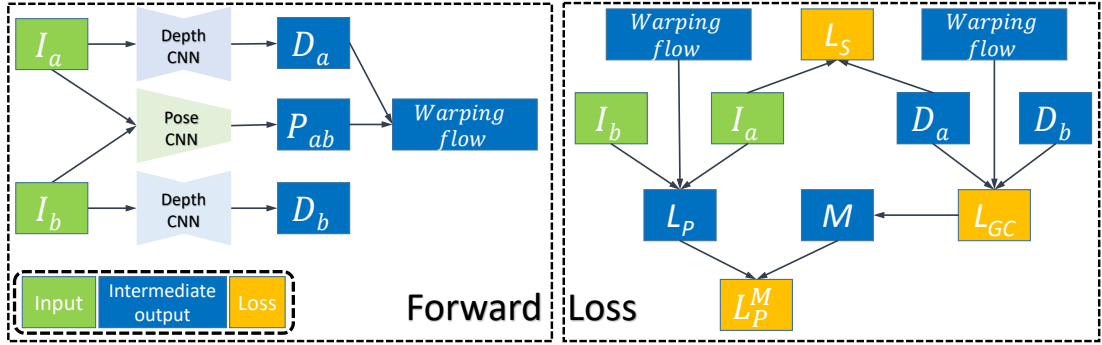 I_a
Depth
CNN
D_a
Pose
CNN
P_ab
Warping
flow
I_b
Depth
CNN
D_b
Input
Intermediate
output
Loss
Forward
Warping
flow
L_S
Warping
flow
I_b
I_a
D_a
D_b
L_P
M
L_GC
L_P^M
Loss